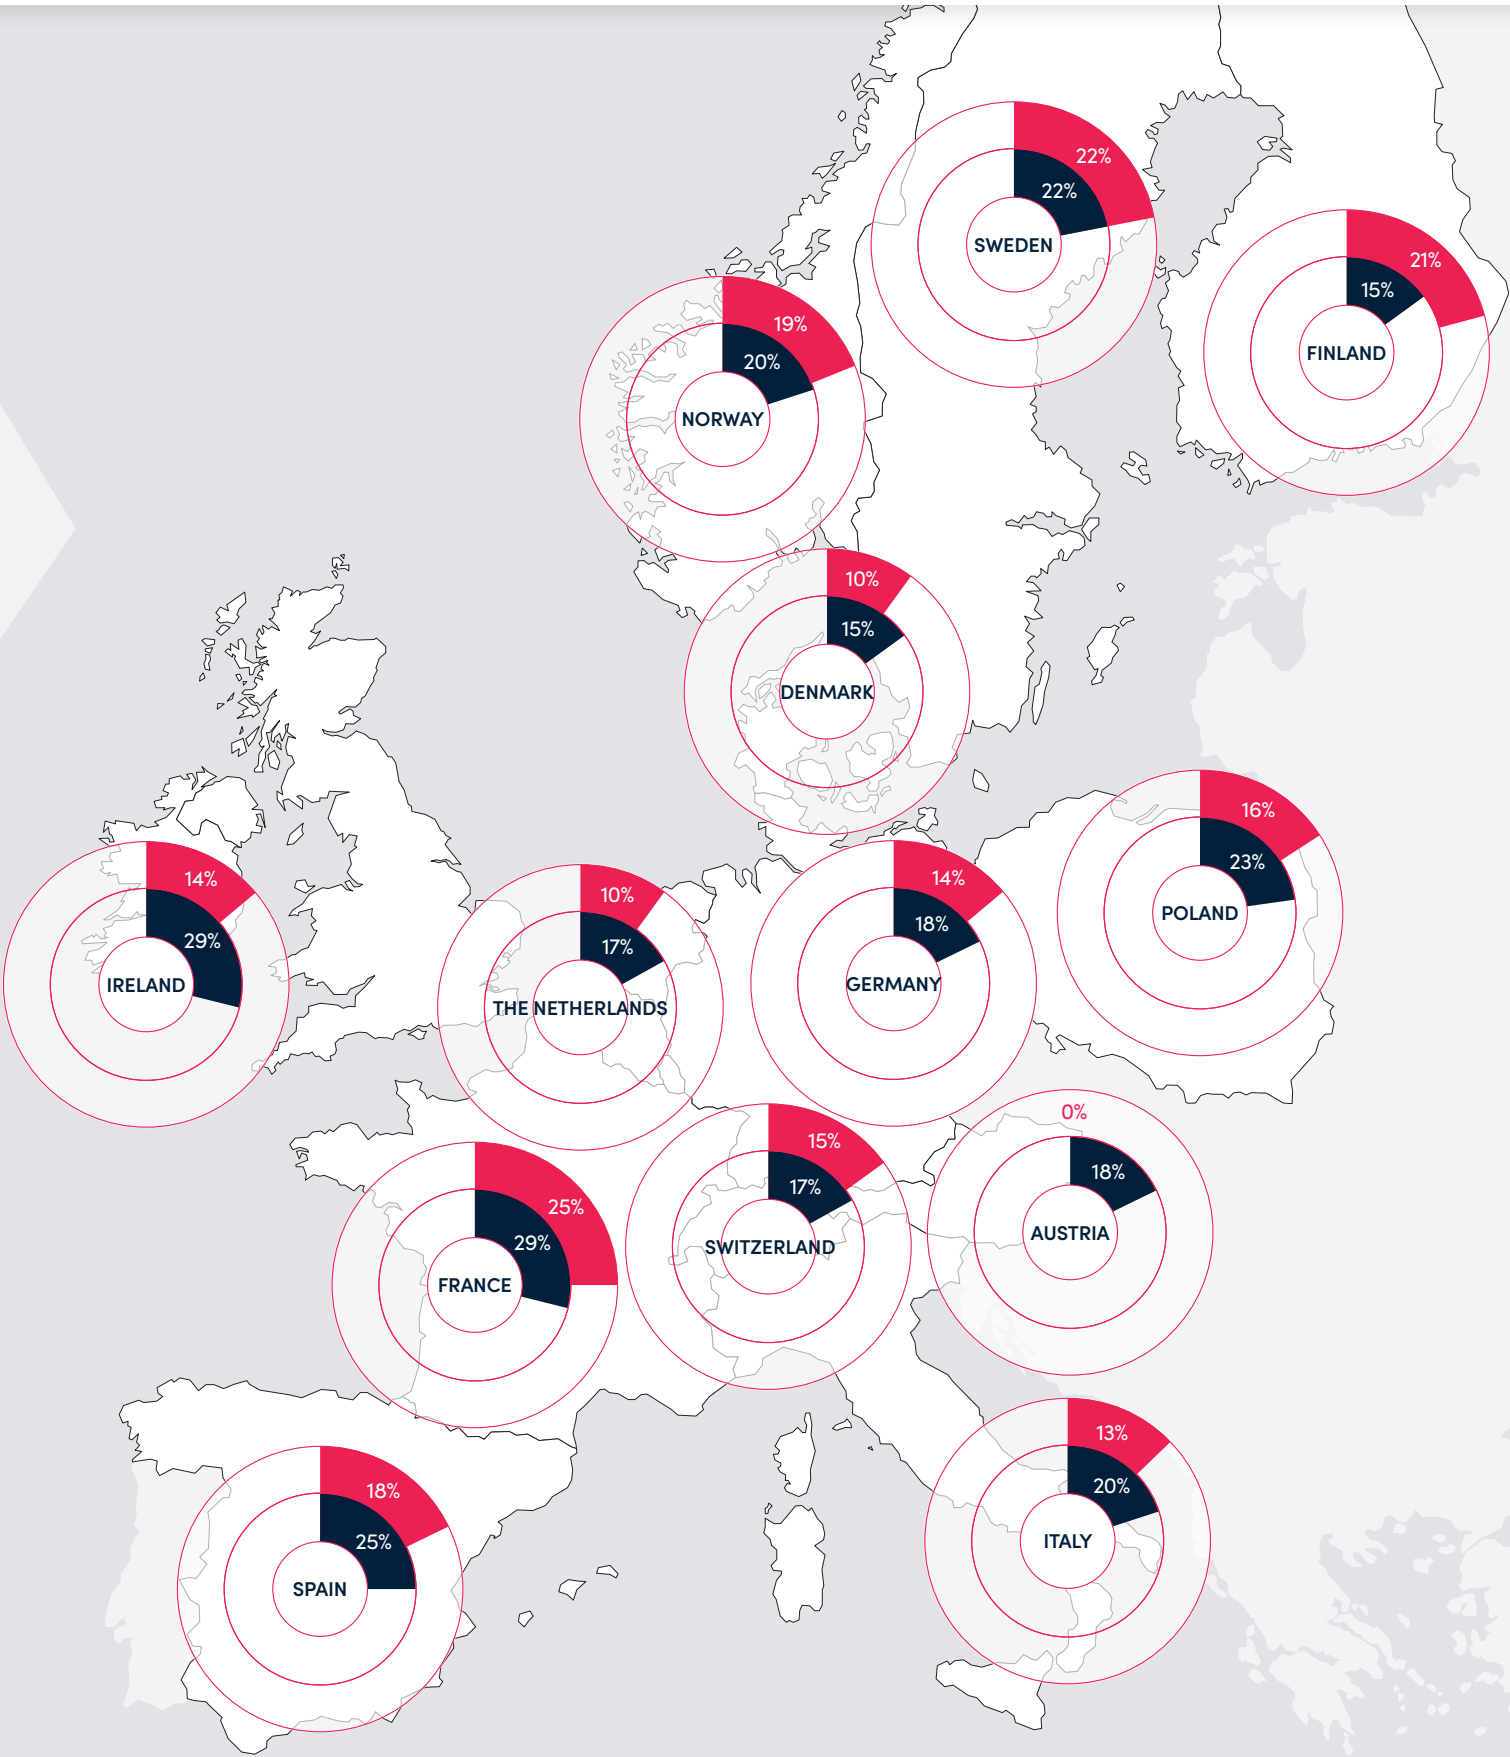 22%
22%
SWEDEN
21%
15%
FINLAND
19%
20%
NORWAY
10%
15%
DENMARK
16%
23%
POLAND
14%
29%
IRELAND
10%
17%
THE NETHERLANDS
14%
18%
GERMANY
0%
18%
AUSTRIA
15%
17%
SWITZERLAND
25%
29%
FRANCE
13%
20%
ITALY
18%
25%
SPAIN